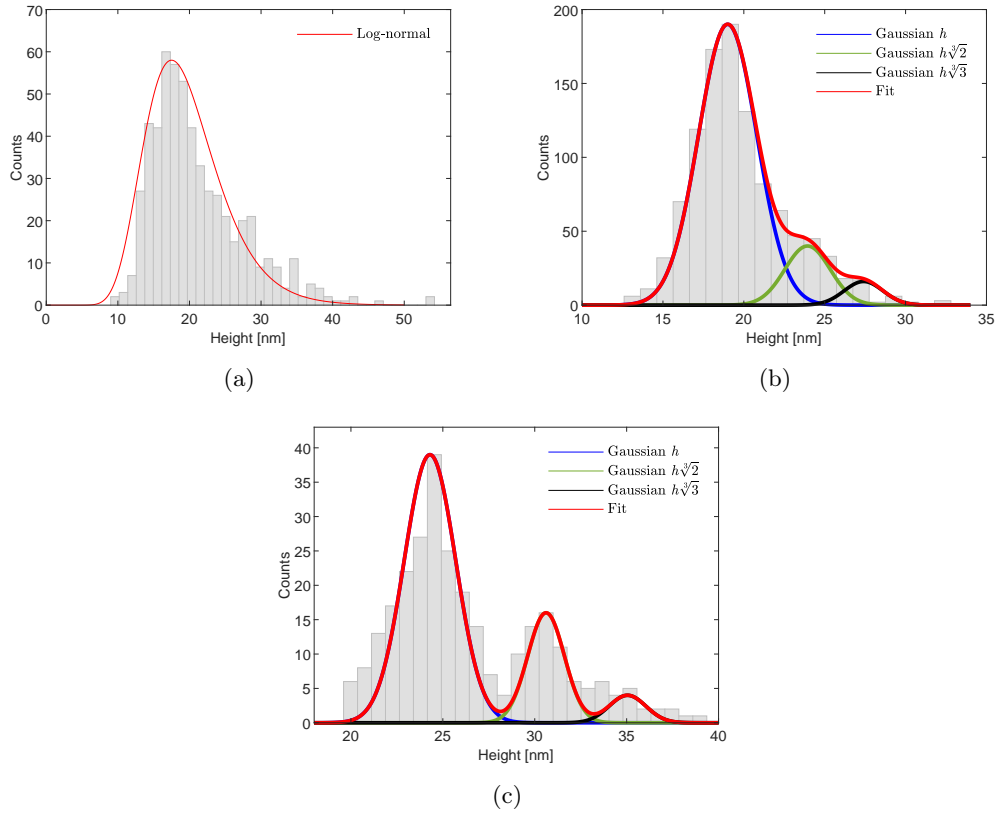 70
60
50
40
30
20
10
0
Counts
Log-normal
0 10 20 30 40 50
Height [nm]
(a)
200
150
100
50
0
Counts
Gaussian h
Gaussian h∛2
Gaussian h∛3
Fit
10 15 20 25 30 35
Height [nm]
(b)
40
35
30
25
20
15
10
5
0
Counts
Gaussian h
Gaussian h∛2
Gaussian h∛3
Fit
20 25 30 35 40
Height [nm]
(c)